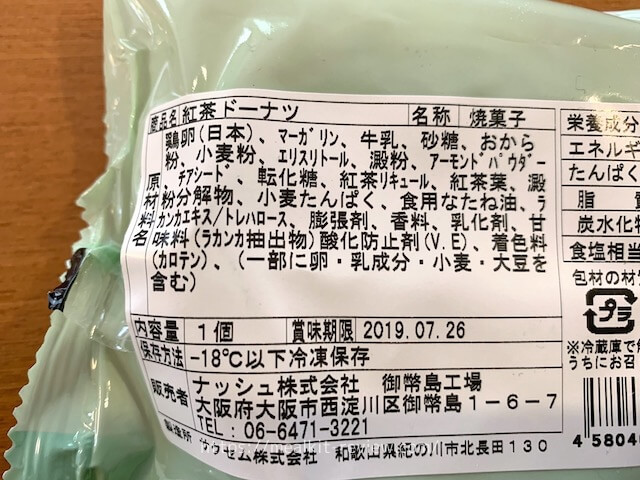 商品名 紅茶ドーナツ 名称 焼菓子
原材料名
鶏卵(日本)、マーガリン、牛乳、砂糖、おから
粉、小麦粉、エリスリトール、澱粉、アーモンドパウダー
チアシード、転化糖、紅茶リキュール、紅茶葉、澱
粉分解物、小麦たんぱく、食用なたね油、ラ
カンカエキス/トレハロース、膨張剤、香料、乳化剤、甘
味料(ラカンカ抽出物)酸化防止剤(V.E)、着色料
(カロテン)、(一部に卵・乳成分・小麦・大豆を
含む)
内容量 1個 賞味期限 2019.07.26
保存方法 -18℃以下冷凍保存
販売者 ナッシュ株式会社 御幣島工場
大阪府大阪市西淀川区御幣島1-6-7
TEL:06-6471-3221
製造所 株式会社 和歌山県紀の川市北長田130
栄養成分
エネルギ
たんぱく
脂
炭水化物
食塩相当
包材の材
プラ
※冷蔵庫で
うちにお召
4 58040